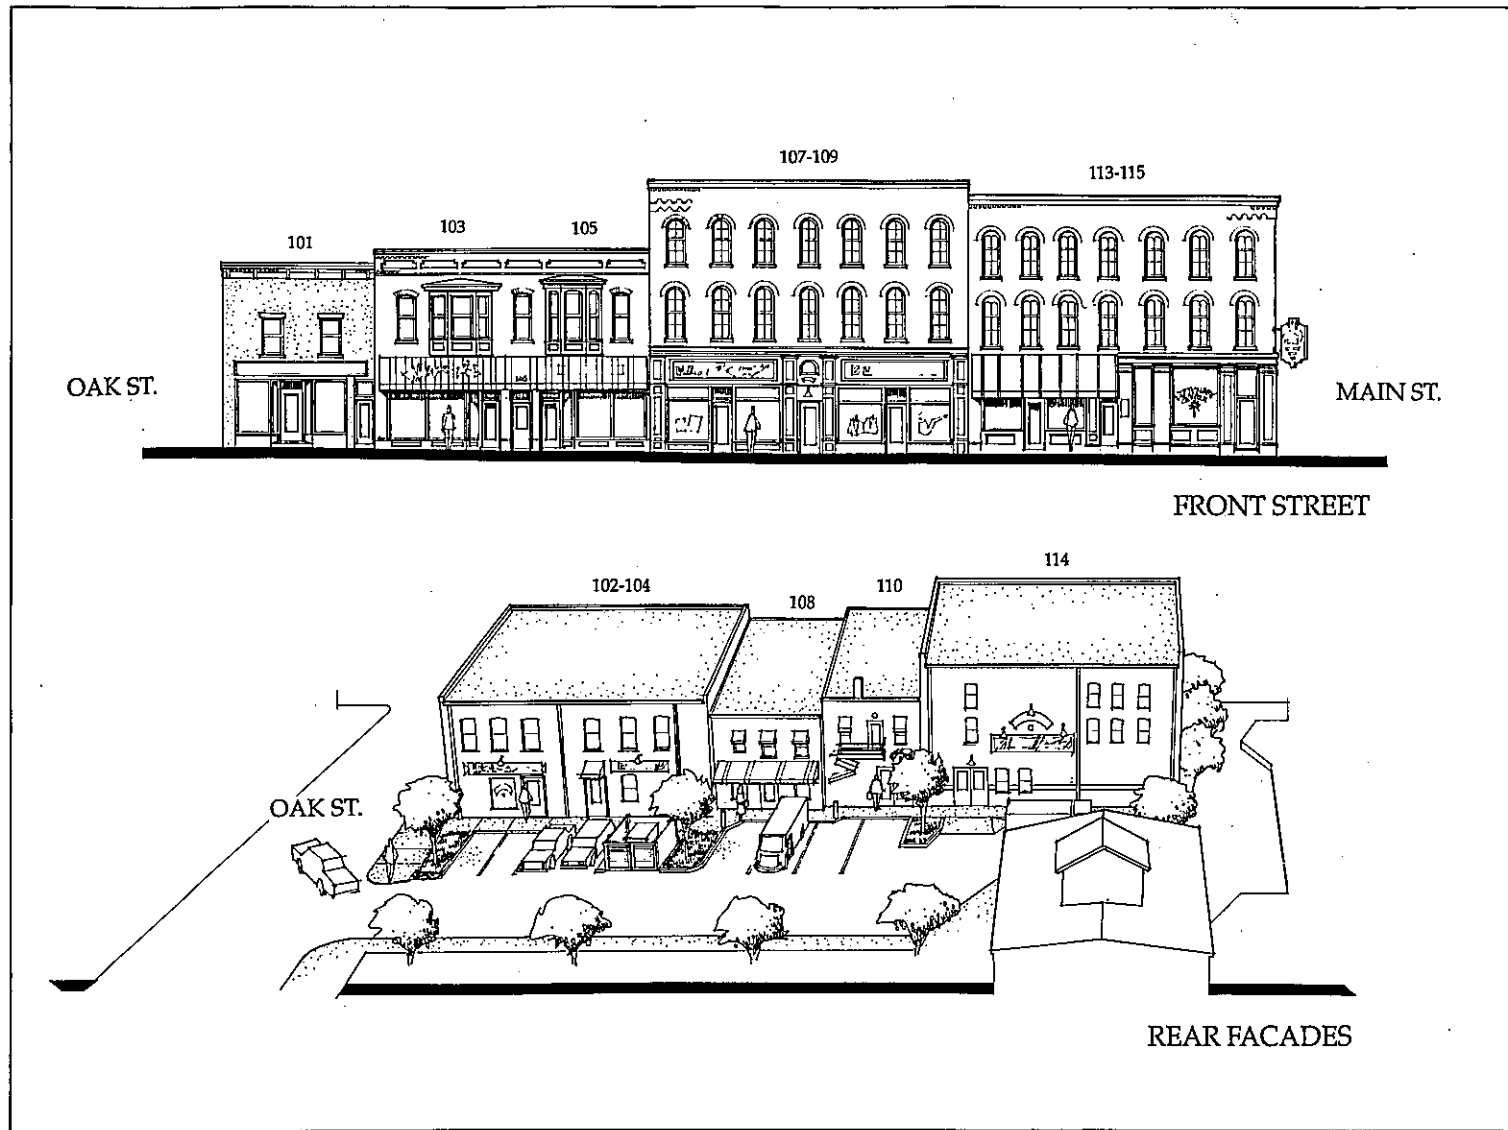 107-109
113-115
103
105
101
OAK ST.
MAIN ST.
FRONT STREET
114
102-104
110
108
OAK ST.
REAR FACADES